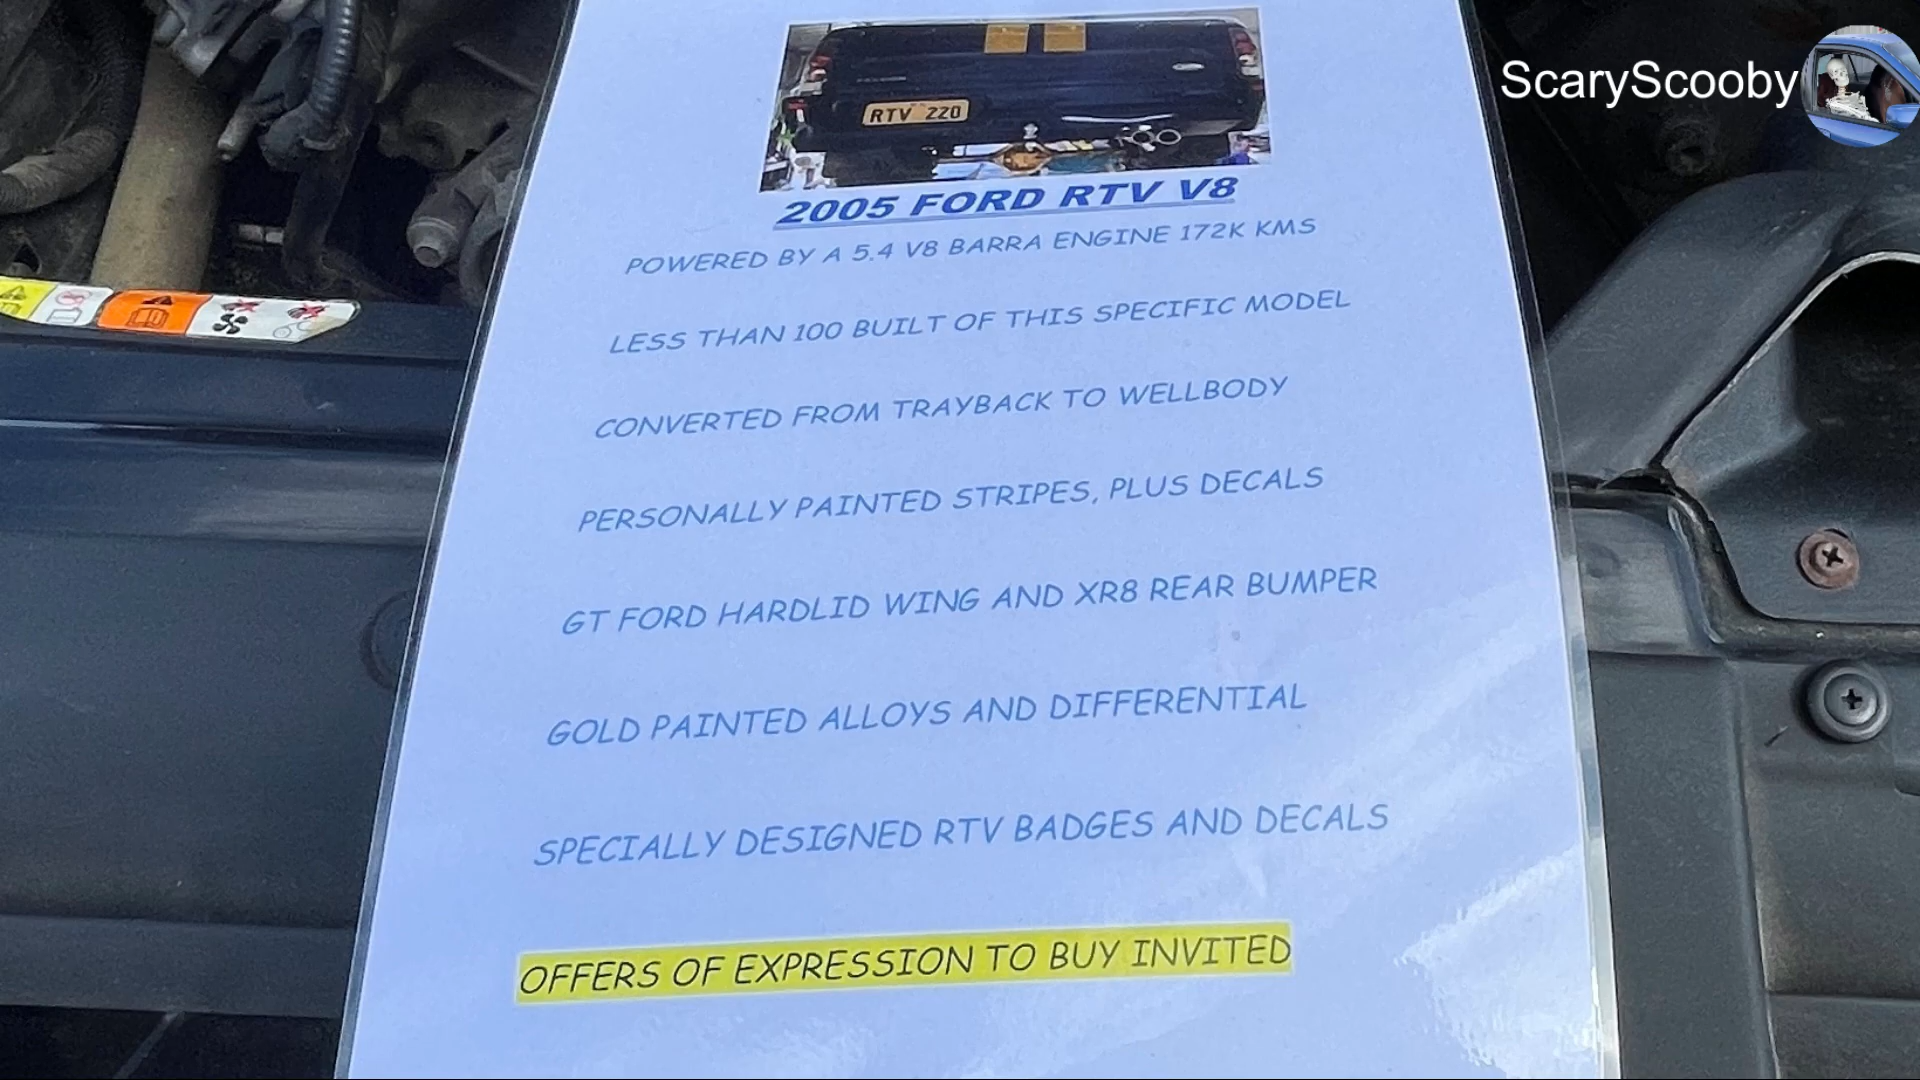 ScaryScooby
RTV 220
2005 FORD RTV V8
POWERED BY A 5.4 V8 BARRA ENGINE 172K KMS
LESS THAN 100 BUILT OF THIS SPECIFIC MODEL
CONVERTED FROM TRAYBACK TO WELLBODY
PERSONALLY PAINTED STRIPES, PLUS DECALS
GT FORD HARDLID WING AND XR8 REAR BUMPER
GOLD PAINTED ALLOYS AND DIFFERENTIAL
SPECIALLY DESIGNED RTV BADGES AND DECALS
OFFERS OF EXPRESSION TO BUY INVITED